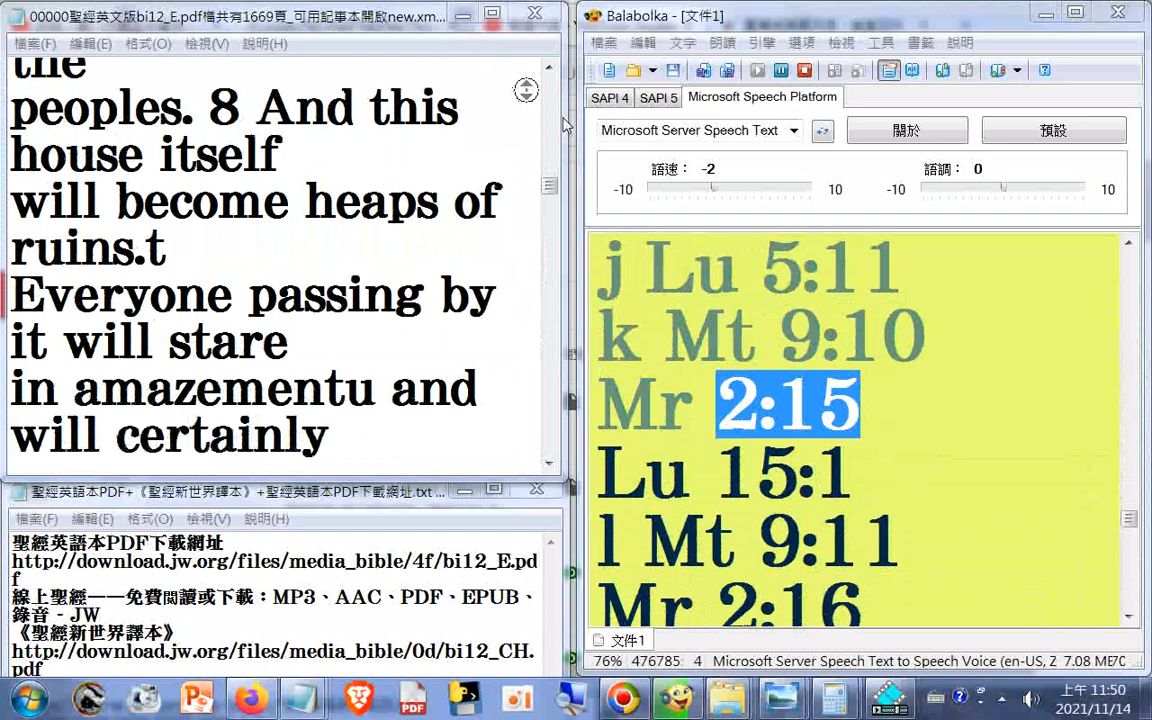 00000聖經英文版bi12_E.pdf檔共有1669頁_可用記事本開啟new.xm...
檔案(F) 編輯(E) 格式(O) 檢視(V) 說明(H)
the
peoples. 8 And this
house itself
will become heaps of
ruins.t
Everyone passing by
it will stare
in amazementu and
will certainly
聖經英語本PDF+《聖經新世界譯本》+聖經英語本PDF下載網址.txt ...
檔案(F) 編輯(E) 格式(O) 檢視(V) 說明(H)
聖經英語本PDF下載網址
http://download.jw.org/files/media_bible/4f/bi12_E.pd
f
線上聖經——免費閱讀或下載：MP3、AAC、PDF、EPUB、
錄音 - JW
《聖經新世界譯本》
http://download.jw.org/files/media_bible/0d/bi12_CH.
pdf
Balabolka - [文件1]
檔案 編輯 文字 朗讀 引擎 選項 檢視 工具 書籤 說明
SAPI 4 SAPI 5 Microsoft Speech Platform
Microsoft Server Speech Text 關於 預設
語速： -2 語調： 0
-10 10 -10 10
j Lu 5:11
k Mt 9:10
Mr 2:15
Lu 15:1
l Mt 9:11
Mr 2:16
文件1
76% 476785: 4 Microsoft Server Speech Text to Speech Voice (en-US, Z 7.08 ME
PDF
上午 11:50
2021/11/14